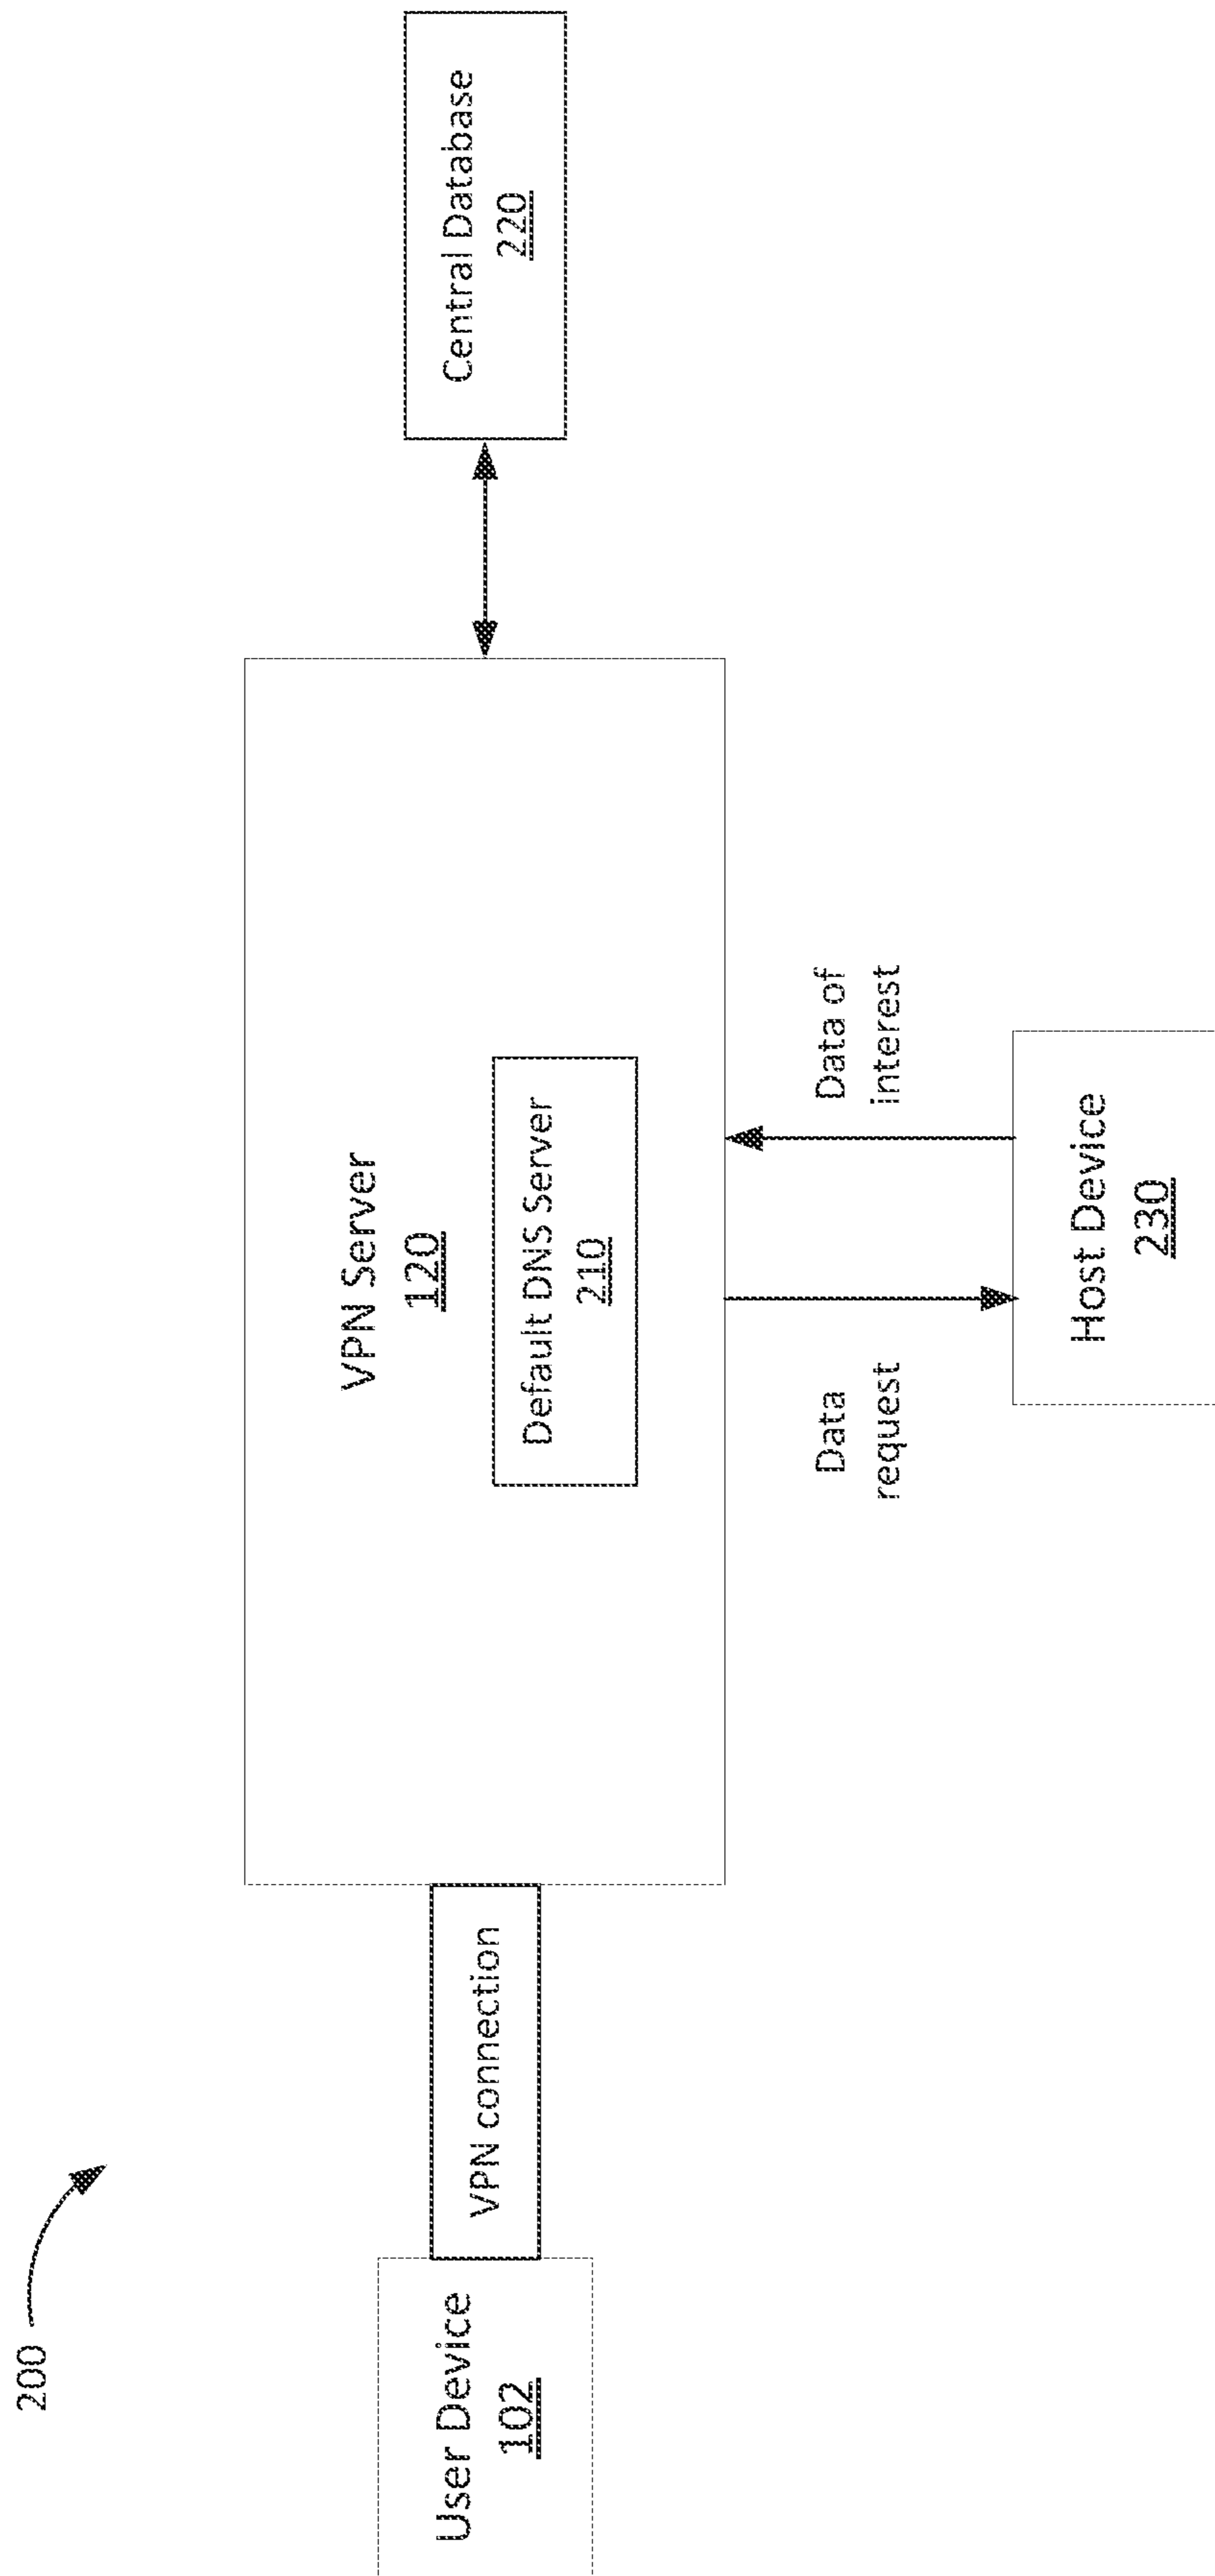 200
User Device
102
VPN connection
VPN Server
120
Default DNS Server
210
Central Database
220
Data
request
Data of
interest
Host Device
230